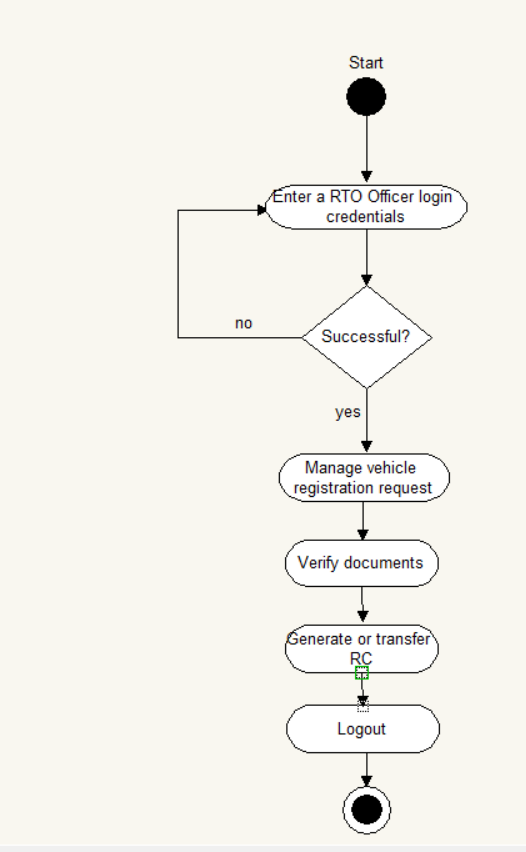 Start
Enter a RTO Officer login
credentials
Successful?
no
yes
Manage vehicle
registration request
Verify documents
Generate or transfer
RC
Logout